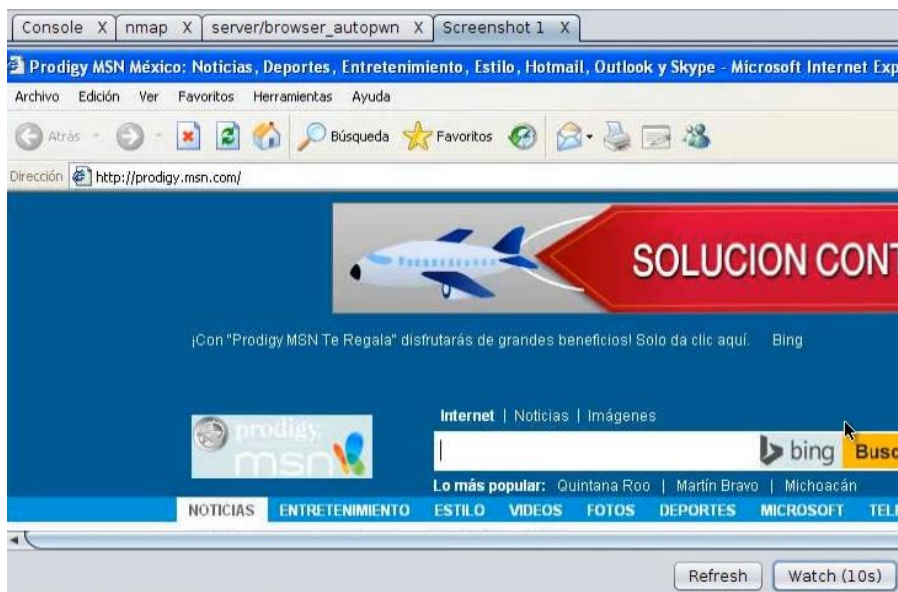 Console X nmap X server/browser_autopwn X Screenshot 1 X
Prodigy MSN México: Noticias, Deportes, Entretenimiento, Estilo, Hotmail, Outlook y Skype - Microsoft Internet Exp
Archivo Edición Ver Favoritos Herramientas Ayuda
Atrás Búsqueda Favoritos
Dirección http://prodigy.msn.com/
SOLUCION CONT
¡Con "Prodigy MSN Te Regala" disfrutarás de grandes beneficios! Solo da clic aquí. Bing
Internet | Noticias | Imágenes
prodigy
msn
bing Busc
Lo más popular: Quintana Roo | Martín Bravo | Michoacán
NOTICIAS ENTRETENIMIENTO ESTILO VIDEOS FOTOS DEPORTES MICROSOFT TELE
Refresh Watch (10s)